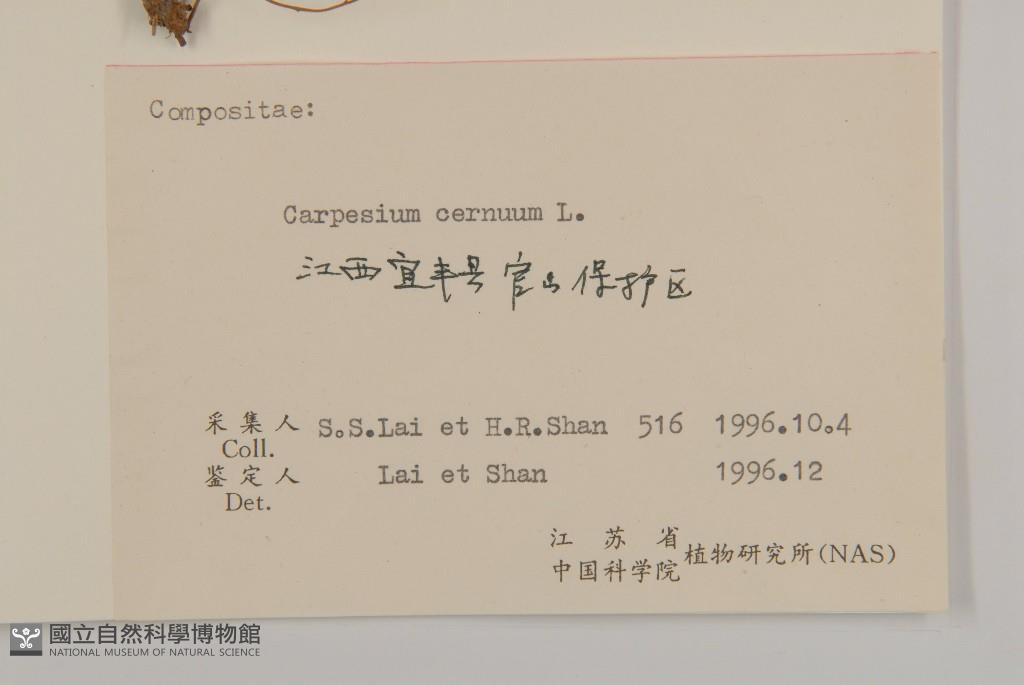 Compositae:
Carpesium cernuum L.
江西宜丰县官山保护区
采集人 S.S.Lai et H.R.Shan 516 1996.10.4
Coll.
鉴定人 Lai et Shan 1996.12
Det.
江苏省
中国科学院 植物研究所(NAS)
國立自然科學博物館
NATIONAL MUSEUM OF NATURAL SCIENCE